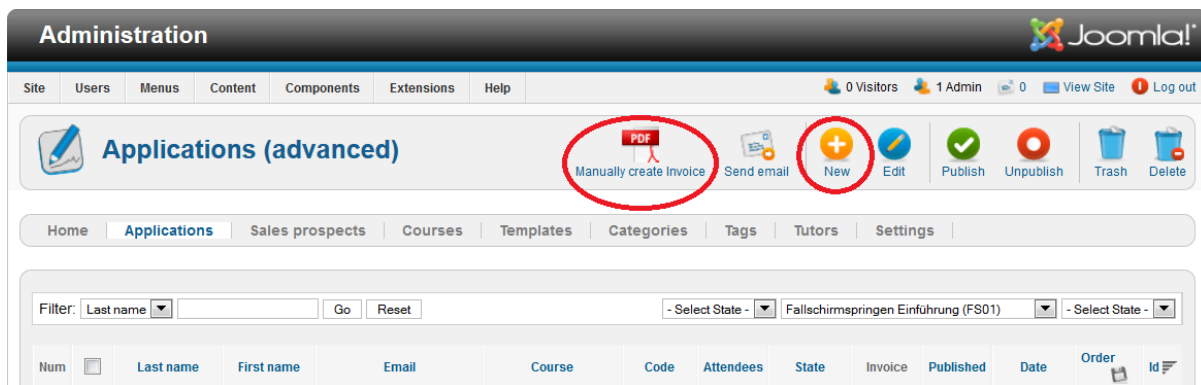 Administration Joomla!
Site Users Menus Content Components Extensions Help 0 Visitors 1 Admin 0 View Site Log out
PDF
Applications (advanced)
Manually create Invoice Send email New Edit Publish Unpublish Trash Delete
Home Applications Sales prospects Courses Templates Categories Tags Tutors Settings
Filter: Last name Go Reset - Select State - Fallschirmspringen Einführung (FS01) - Select State -
Num Last name First name Email Course Code Attendees State Invoice Published Date Order Id